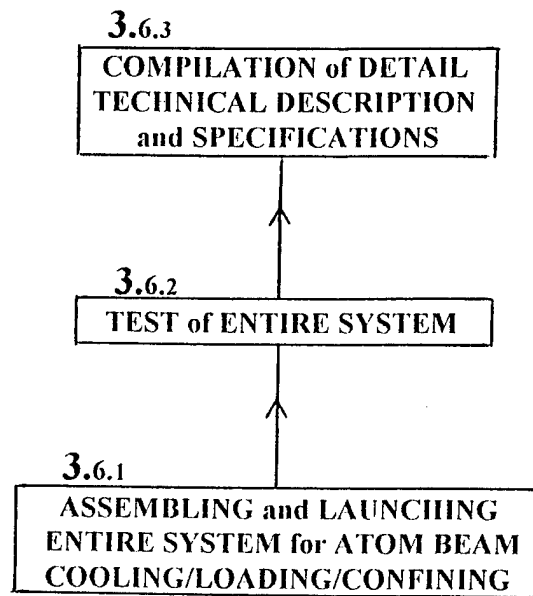 3.6.3
COMPILATION of DETAIL
TECHNICAL DESCRIPTION
and SPECIFICATIONS
3.6.2
TEST of ENTIRE SYSTEM
3.6.1
ASSEMBLING and LAUNCHING
ENTIRE SYSTEM for ATOM BEAM
COOLING/LOADING/CONFINING